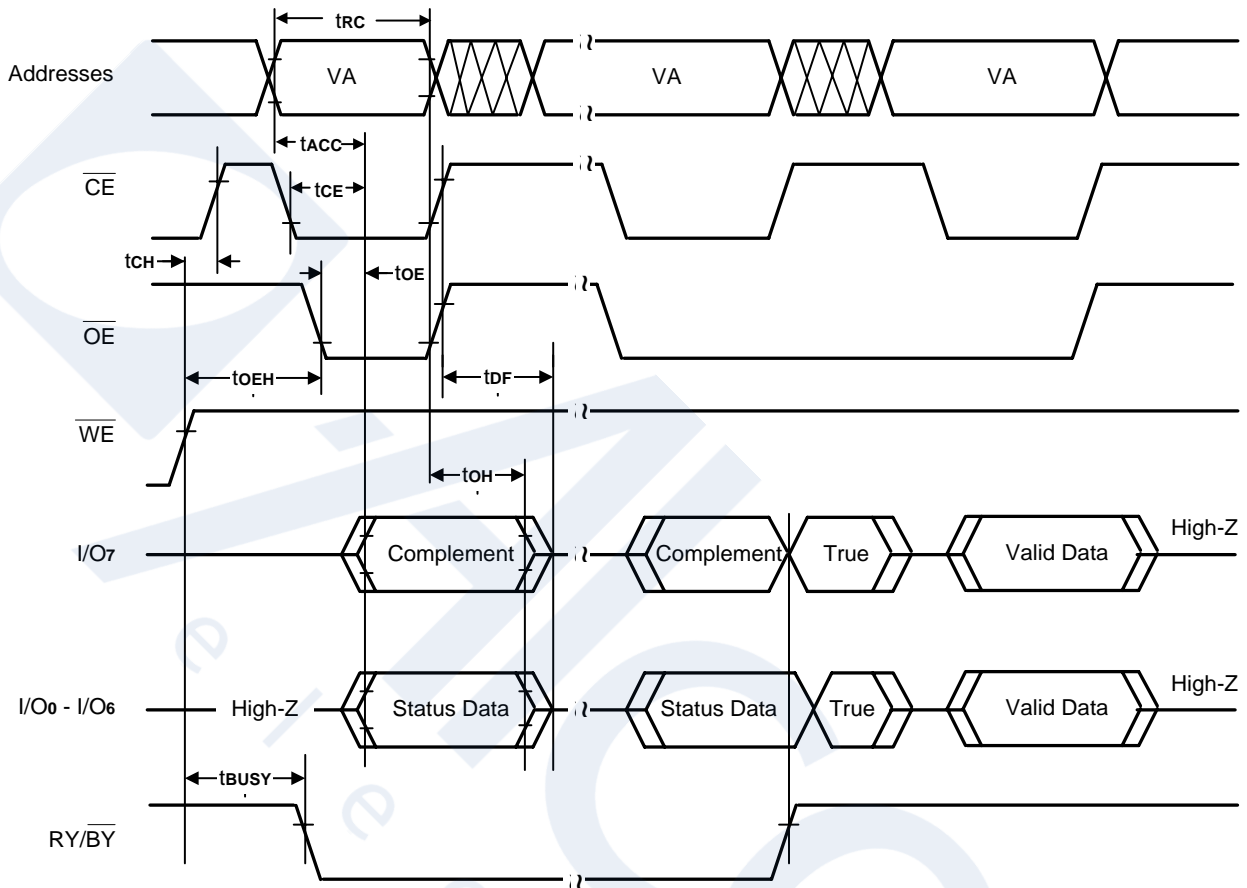 tRC
Addresses VA VA VA
tACC
CE tCE
tCH tOE
OE
tOEH tDF
WE
tOH
I/O7 Complement Complement True Valid Data High-Z
I/O0 - I/O6 High-Z Status Data Status Data True Valid Data High-Z
tBUSY
RY/BY